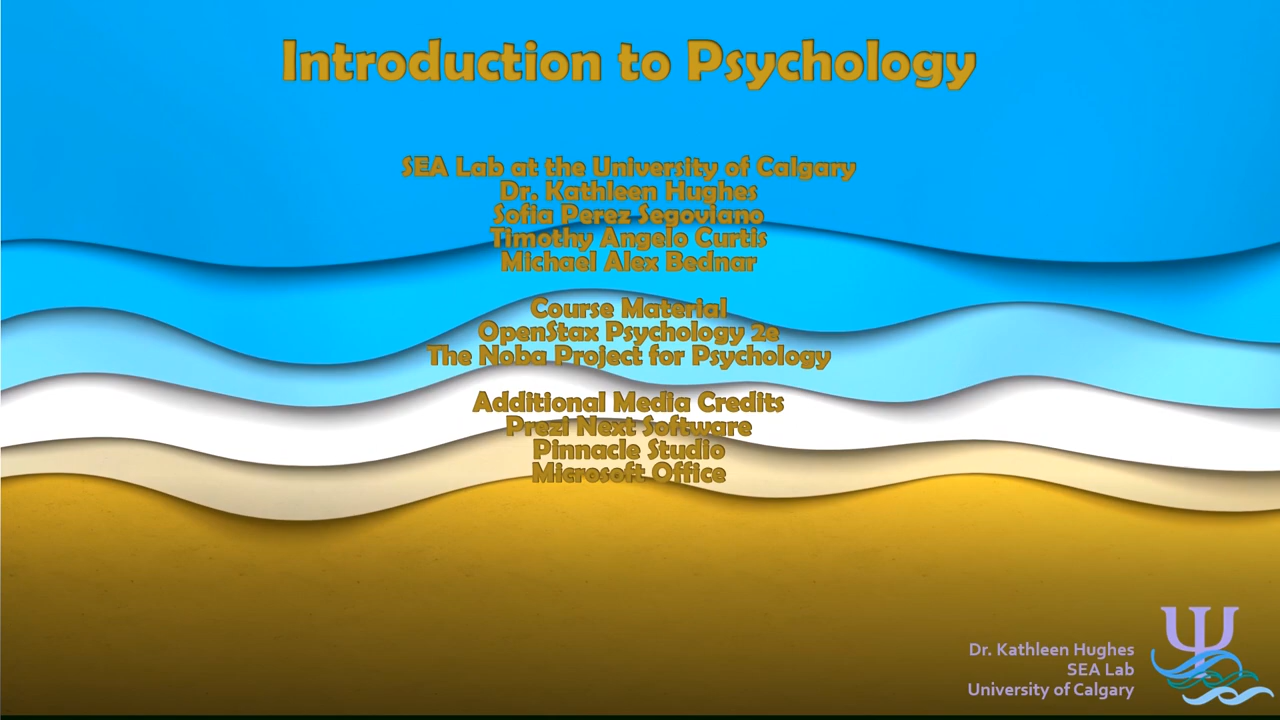 Introduction to Psychology
SEA Lab at the University of Calgary
Dr. Kathleen Hughes
Sofia Perez Segoviano
Timothy Angelo Curtis
Michael Alex Bednar
Course Material
OpenStax Psychology 2e
The Noba Project for Psychology
Additional Media Credits
Prezi Next Software
Pinnacle Studio
Microsoft Office
Dr. Kathleen Hughes
SEA Lab
University of Calgary